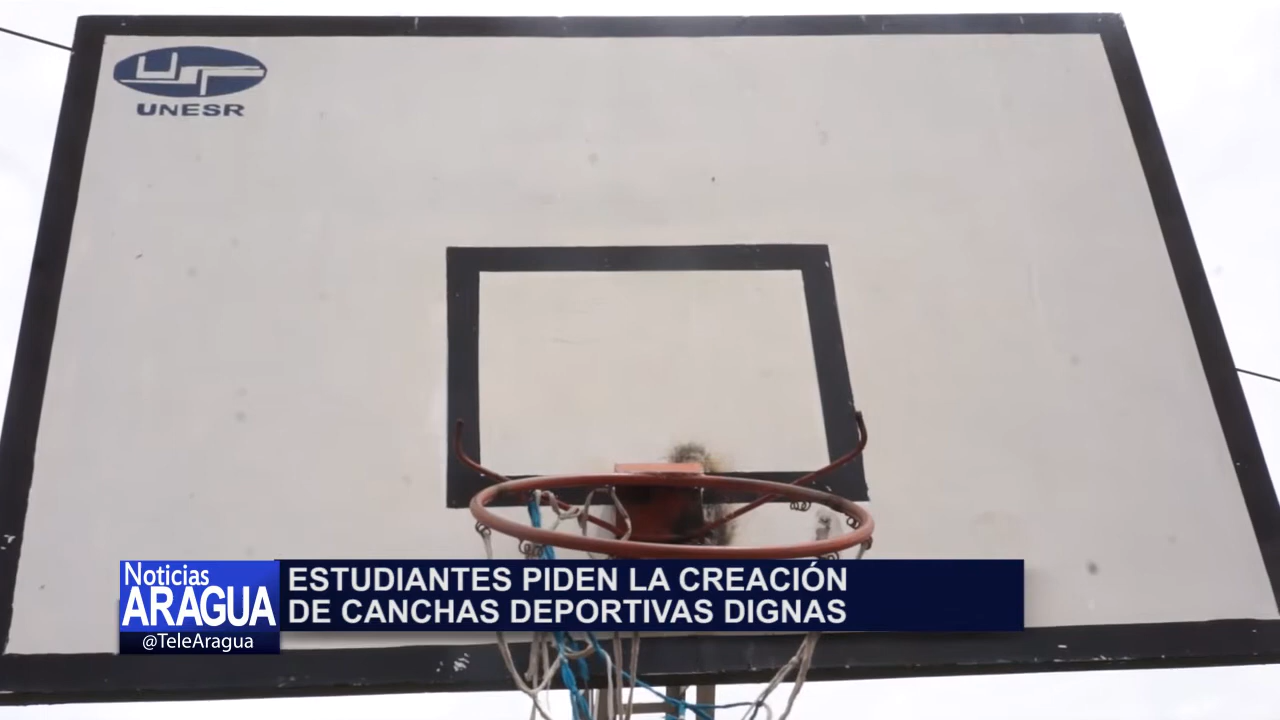 UNESR
Noticias
ARAGUA
@TeleAragua
ESTUDIANTES PIDEN LA CREACIÓN
DE CANCHAS DEPORTIVAS DIGNAS